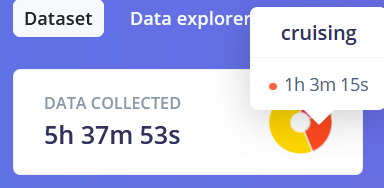 Dataset
Data explorer
cruising
1h 3m 15s
DATA COLLECTED
5h 37m 53s